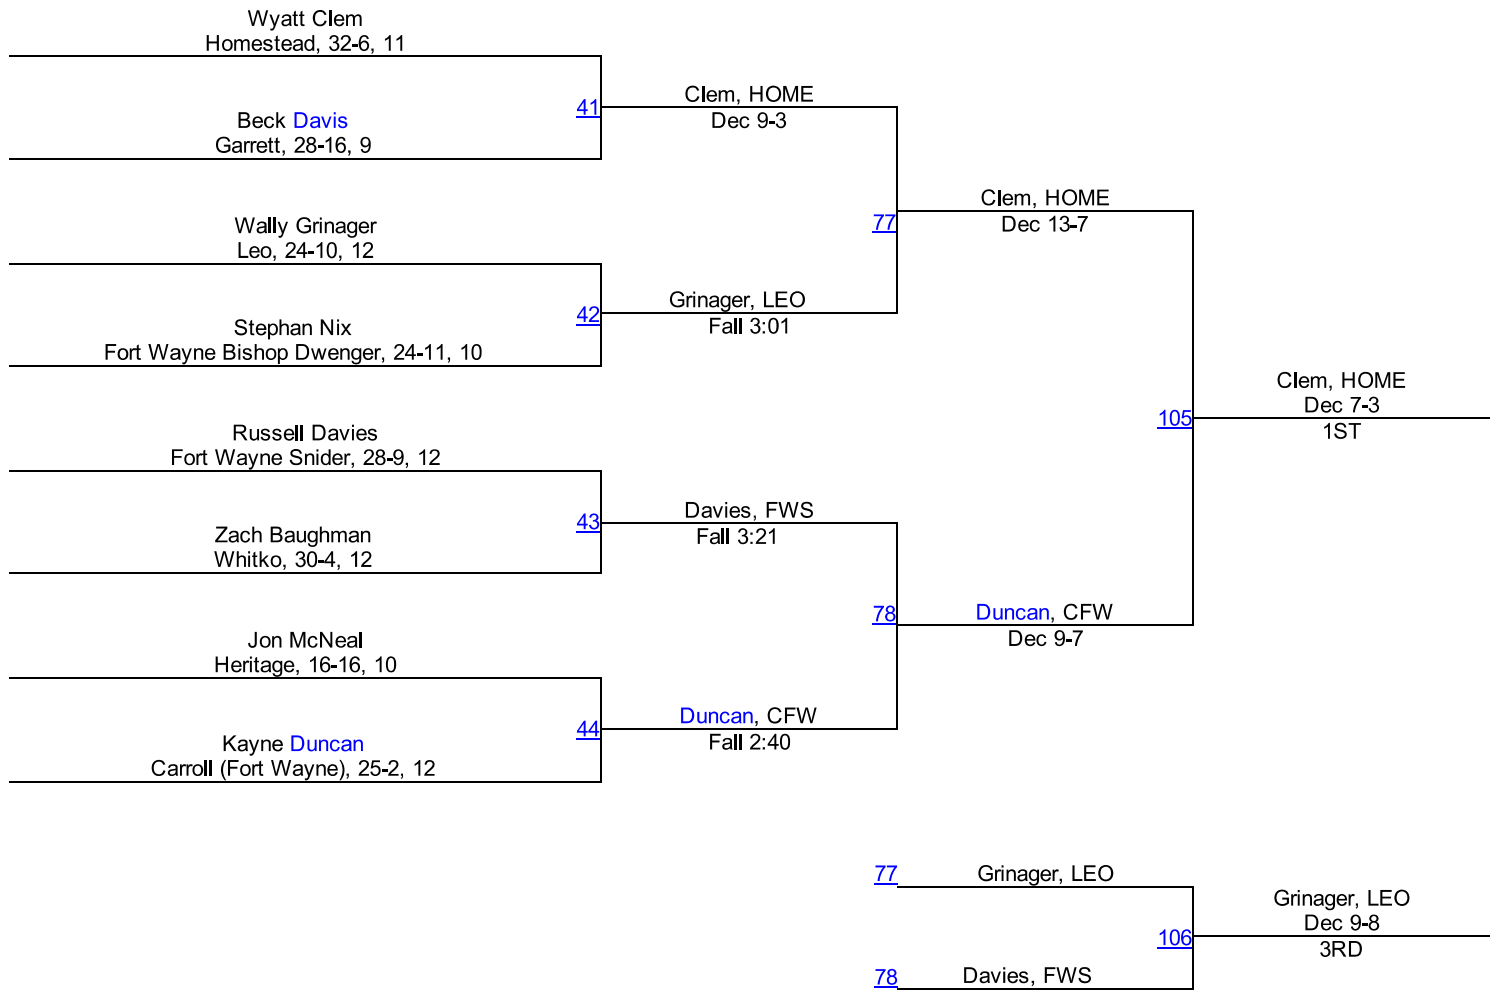 Wyatt Clem
Homestead, 32-6, 11
41
Clem, HOME
Dec 9-3
Beck Davis
Garrett, 28-16, 9
77
Clem, HOME
Dec 13-7
Wally Grinager
Leo, 24-10, 12
42
Grinager, LEO
Fall 3:01
Stephan Nix
Fort Wayne Bishop Dwenger, 24-11, 10
105
Clem, HOME
Dec 7-3
1ST
Russell Davies
Fort Wayne Snider, 28-9, 12
43
Davies, FWS
Fall 3:21
Zach Baughman
Whitko, 30-4, 12
78
Duncan, CFW
Dec 9-7
Jon McNeal
Heritage, 16-16, 10
44
Duncan, CFW
Fall 2:40
Kayne Duncan
Carroll (Fort Wayne), 25-2, 12
77
Grinager, LEO
106
Grinager, LEO
Dec 9-8
3RD
78
Davies, FWS